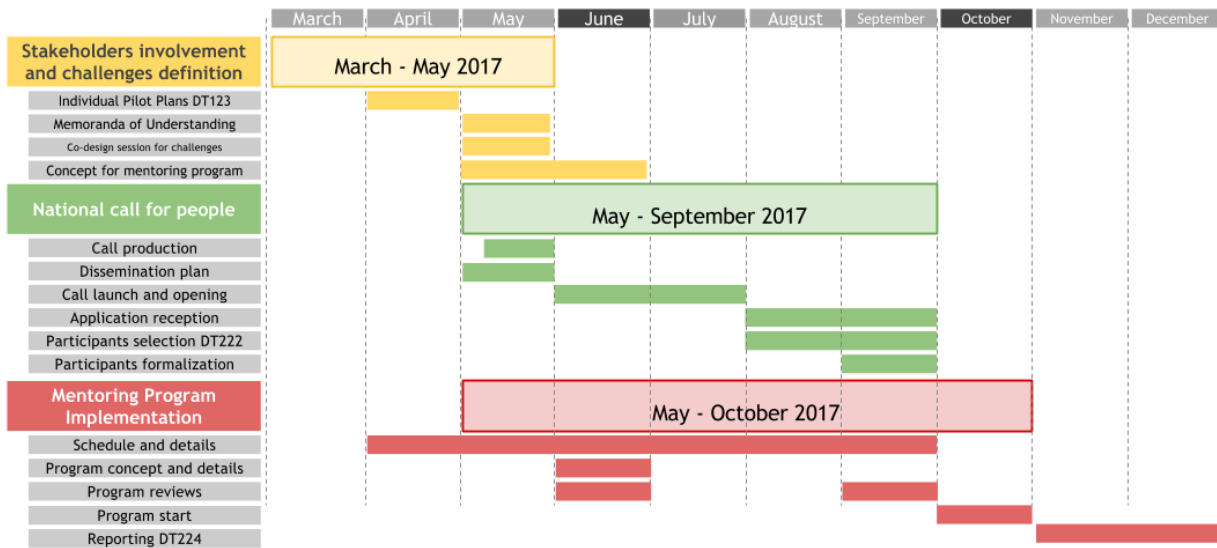 March April May June July August September October November December
Stakeholders involvement
and challenges definition
March - May 2017
Individual Pilot Plans DT123
Memoranda of Understanding
Co-design session for challenges
Concept for mentoring program
National call for people
May - September 2017
Call production
Dissemination plan
Call launch and opening
Application reception
Participants selection DT222
Participants formalization
Mentoring Program
Implementation
May - October 2017
Schedule and details
Program concept and details
Program reviews
Program start
Reporting DT224